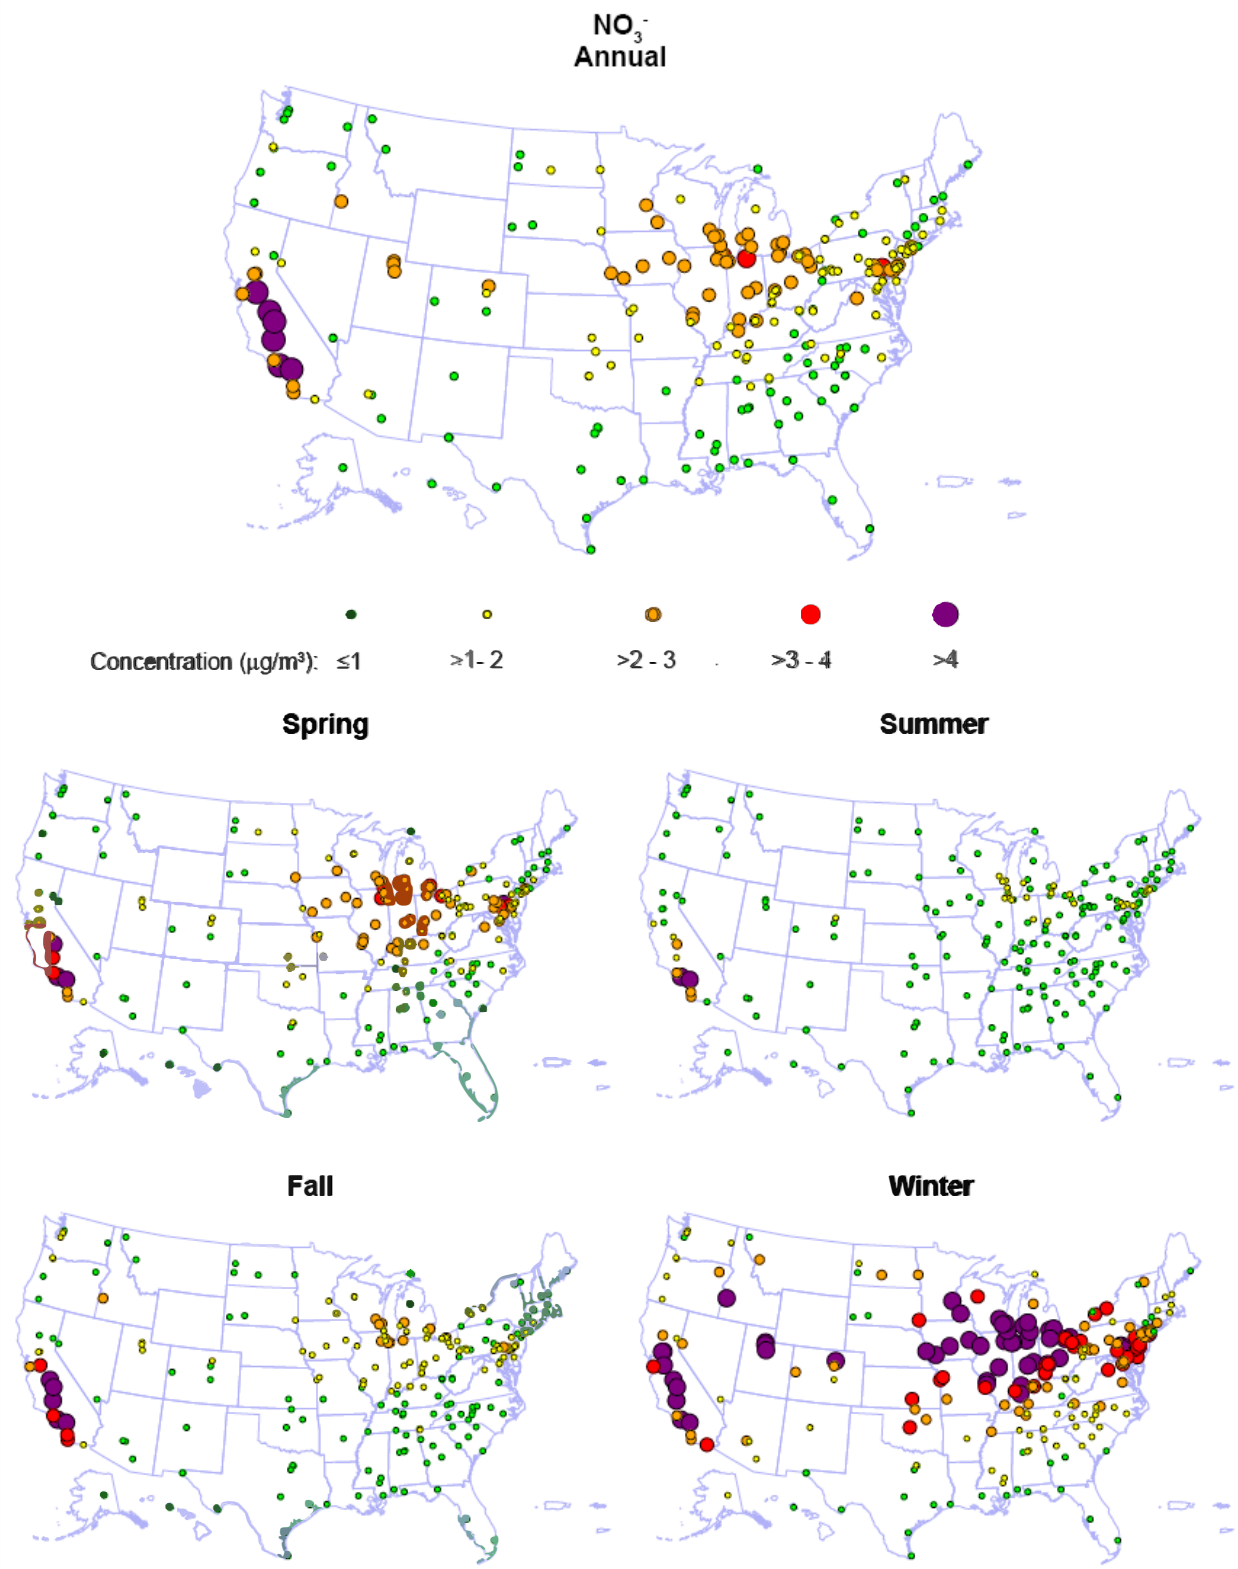 NO₃⁻
Annual
Concentration (µg/m³): ≤1 >1 - 2 >2 - 3 >3 - 4 >4
Spring Summer
Fall Winter